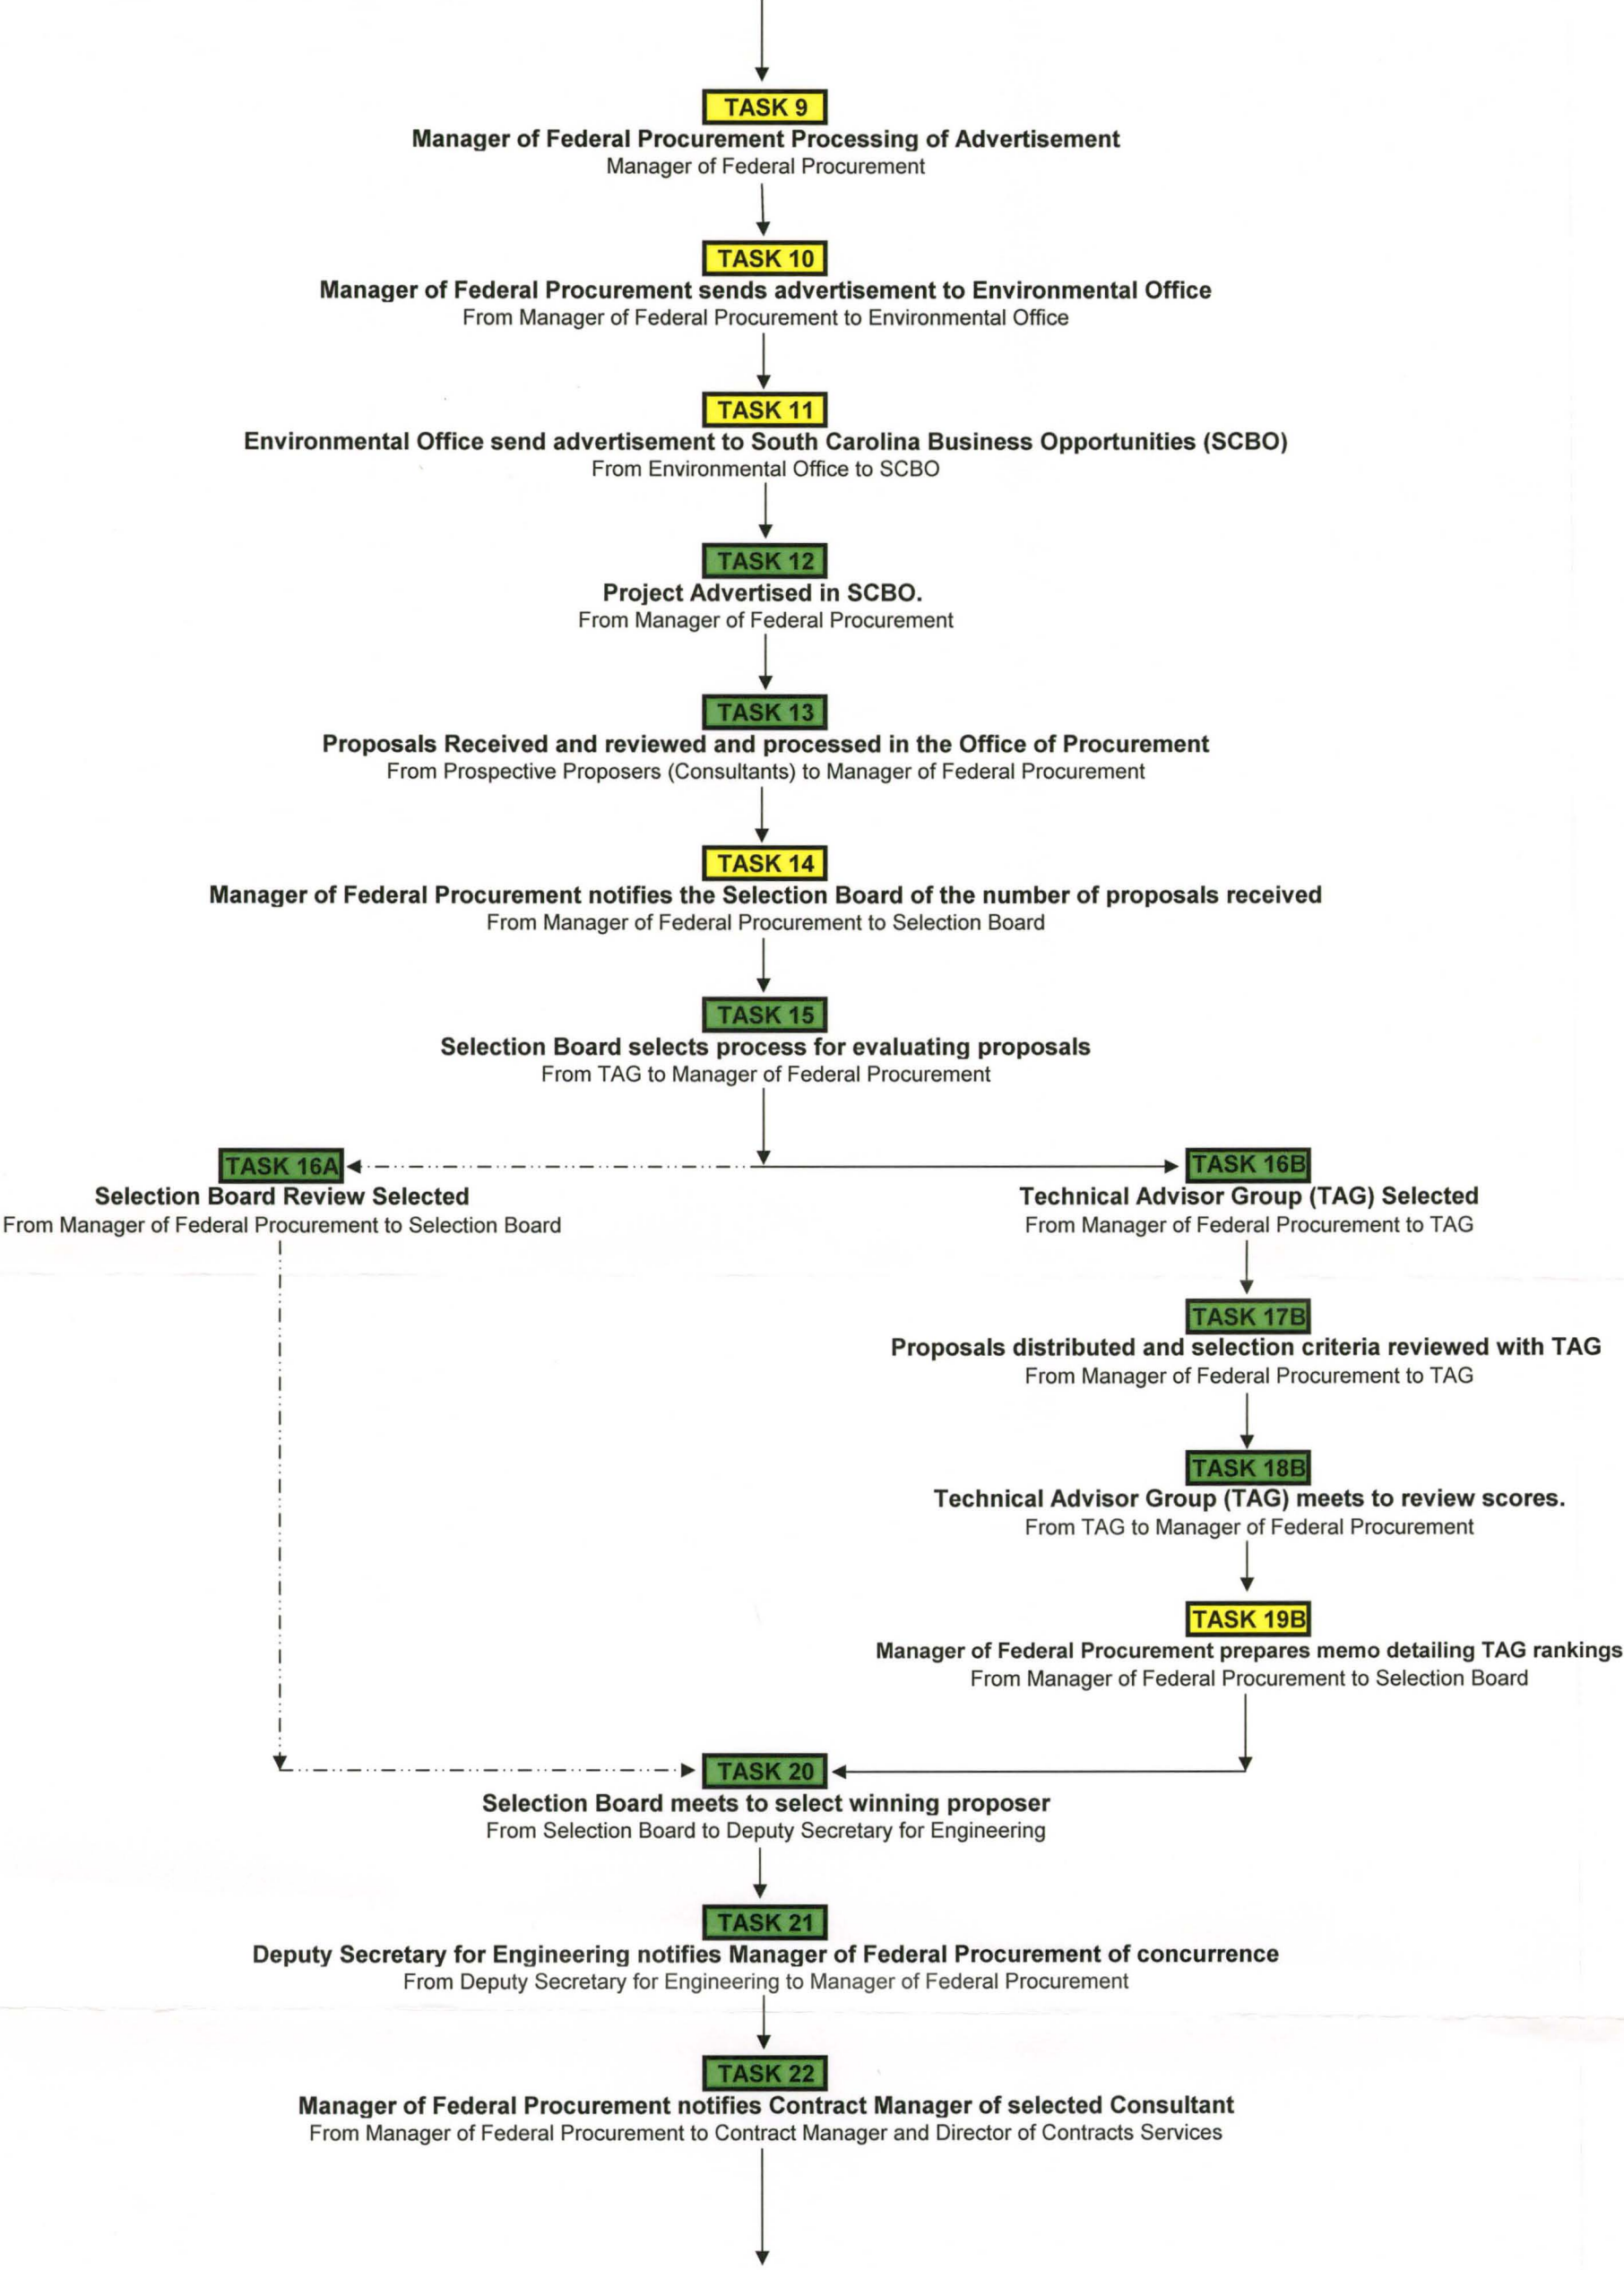 TASK 9
Manager of Federal Procurement Processing of Advertisement
Manager of Federal Procurement
TASK 10
Manager of Federal Procurement sends advertisement to Environmental Office
From Manager of Federal Procurement to Environmental Office
TASK 11
Environmental Office send advertisement to South Carolina Business Opportunities (SCBO)
From Environmental Office to SCBO
TASK 12
Project Advertised in SCBO.
From Manager of Federal Procurement
TASK 13
Proposals Received and reviewed and processed in the Office of Procurement
From Prospective Proposers (Consultants) to Manager of Federal Procurement
TASK 14
Manager of Federal Procurement notifies the Selection Board of the number of proposals received
From Manager of Federal Procurement to Selection Board
TASK 15
Selection Board selects process for evaluating proposals
From TAG to Manager of Federal Procurement
TASK 16A
Selection Board Review Selected
From Manager of Federal Procurement to Selection Board
TASK 16B
Technical Advisor Group (TAG) Selected
From Manager of Federal Procurement to TAG
TASK 17B
Proposals distributed and selection criteria reviewed with TAG
From Manager of Federal Procurement to TAG
TASK 18B
Technical Advisor Group (TAG) meets to review scores.
From TAG to Manager of Federal Procurement
TASK 19B
Manager of Federal Procurement prepares memo detailing TAG rankings
From Manager of Federal Procurement to Selection Board
TASK 20
Selection Board meets to select winning proposer
From Selection Board to Deputy Secretary for Engineering
TASK 21
Deputy Secretary for Engineering notifies Manager of Federal Procurement of concurrence
From Deputy Secretary for Engineering to Manager of Federal Procurement
TASK 22
Manager of Federal Procurement notifies Contract Manager of selected Consultant
From Manager of Federal Procurement to Contract Manager and Director of Contracts Services